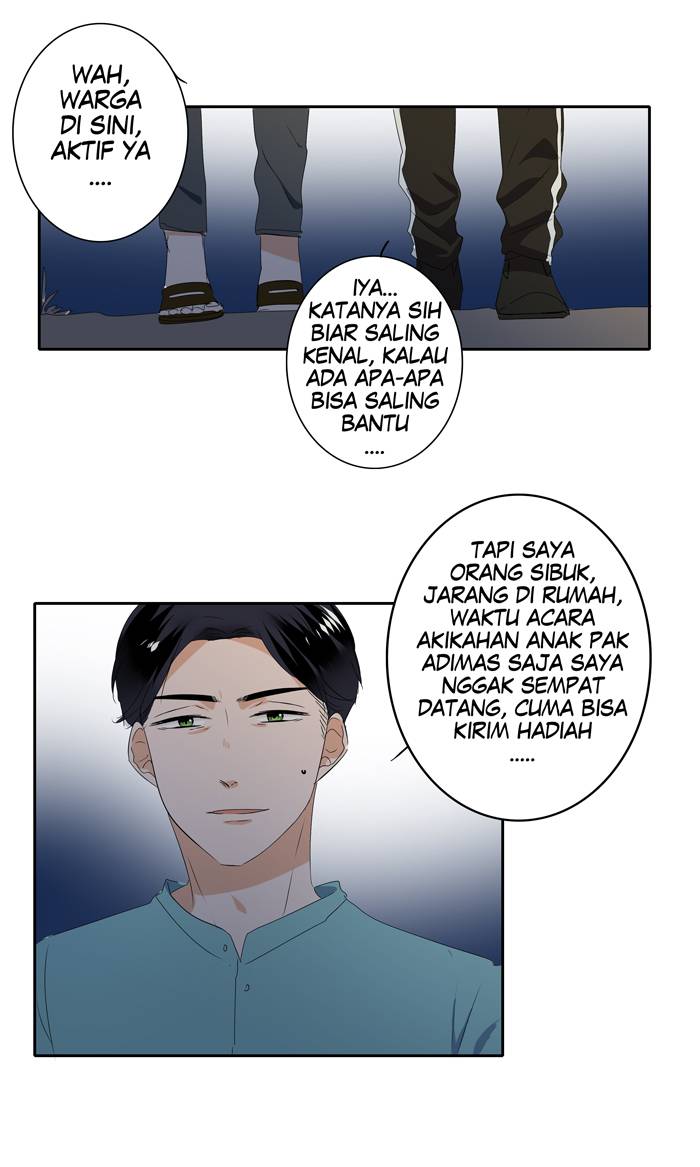 WAH,
WARGA
DI SINI,
AKTIF YA
....
IYA...
KATANYA SIH
BIAR SALING
KENAL, KALAU
ADA APA-APA
BISA SALING
BANTU
....
TAPI SAYA
ORANG SIBUK,
JARANG DI RUMAH,
WAKTU ACARA
AKIKAHAN ANAK PAK
ADIMAS SAJA SAYA
NGGAK SEMPAT
DATANG, CUMA BISA
KIRIM HADIAH
.....